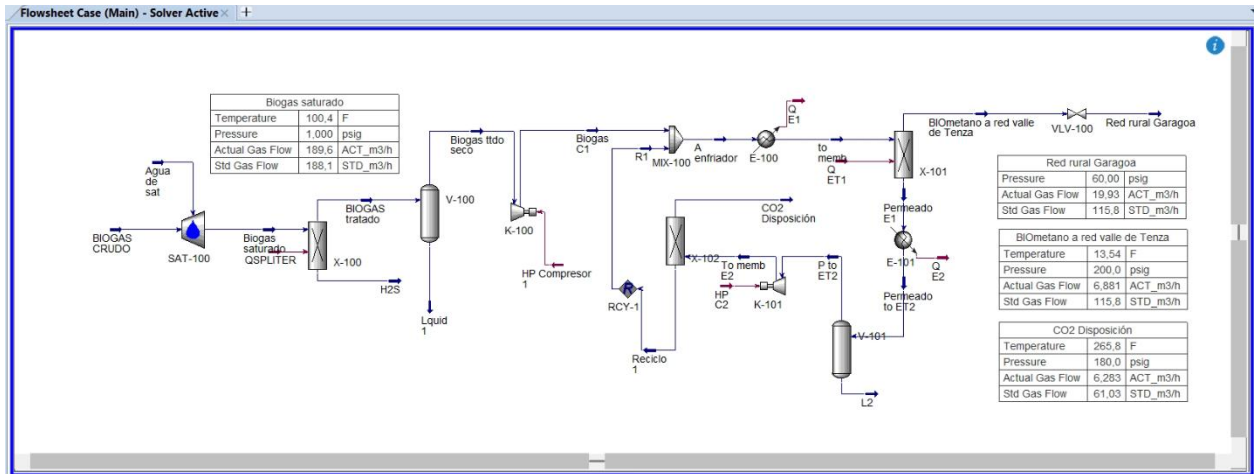 Flowsheet Case (Main) - Solver Active × +
Biogas saturado
Temperature 100,4 F
Pressure 1,000 psig
Actual Gas Flow 189,6 ACT_m3/h
Std Gas Flow 188,1 STD_m3/h
Agua
de
sat
BIOGAS
CRUDO
SAT-100
Biogas
saturado
QSPLITER
X-100
BIOGAS
tratado
H2S
V-100
Lquid
1
Biogas ttdo
seco
K-100
HP Compresor
1
Biogas
C1
R1
MIX-100
A
enfriador
E-100
Q
E1
to
memb
Q
ET1
X-101
BIOmetano a red valle
de Tenza
VLV-100
Red rural Garagoa
Permeado
E1
E-101
Q
E2
Permeado
to ET2
V-101
L2
P to
ET2
K-101
HP
C2
To memb
E2
X-102
CO2
Disposición
Reciclo
1
R
RCY-1
Red rural Garagoa
Pressure 60,00 psig
Actual Gas Flow 19,93 ACT_m3/h
Std Gas Flow 115,8 STD_m3/h
BIOmetano a red valle de Tenza
Temperature 13,54 F
Pressure 200,0 psig
Actual Gas Flow 6,881 ACT_m3/h
Std Gas Flow 115,8 STD_m3/h
CO2 Disposición
Temperature 265,8 F
Pressure 180,0 psig
Actual Gas Flow 6,283 ACT_m3/h
Std Gas Flow 61,03 STD_m3/h